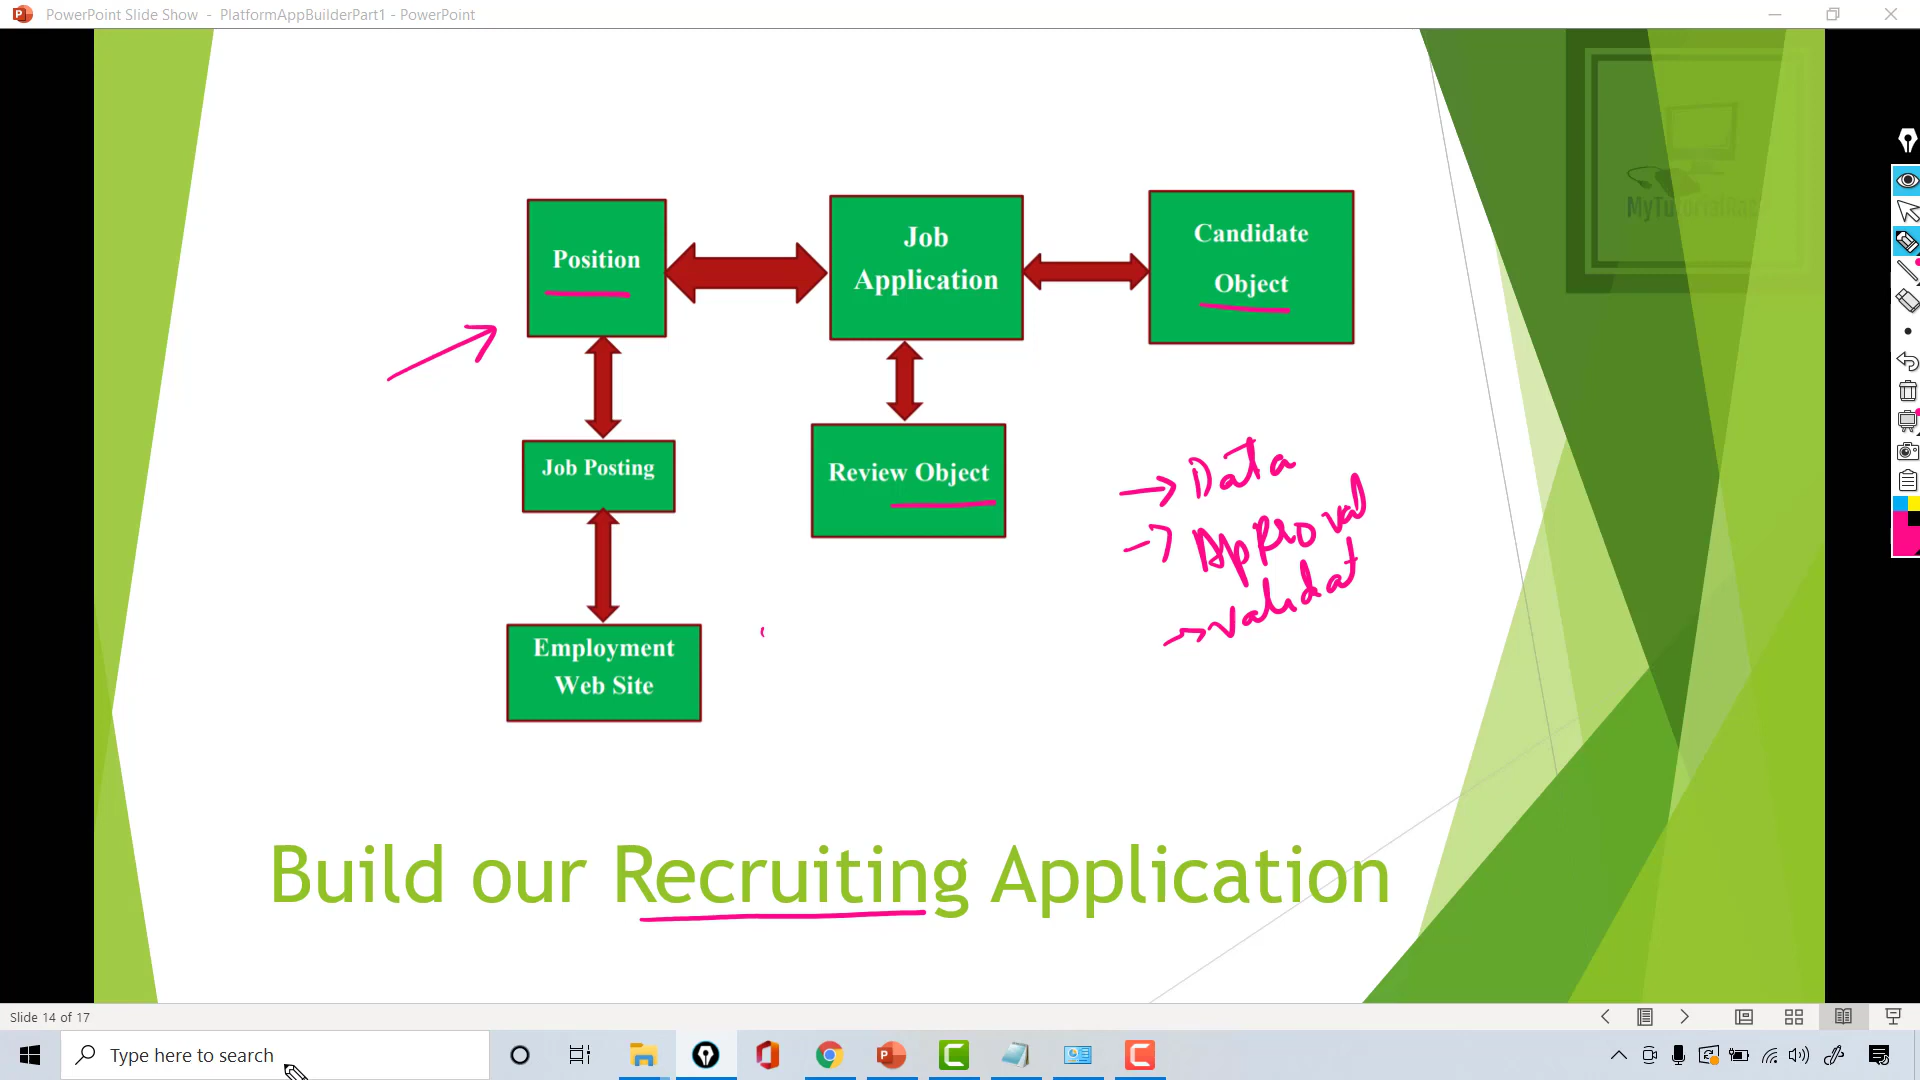 PowerPoint Slide Show - PlatformAppBuilderPart1 - PowerPoint
Position
Job
Application
Candidate
Object
Job Posting
Review Object
Employment
Web Site
→ Data
→ Approval
→ Validat
Build our Recruiting Application
Slide 14 of 17
Type here to search